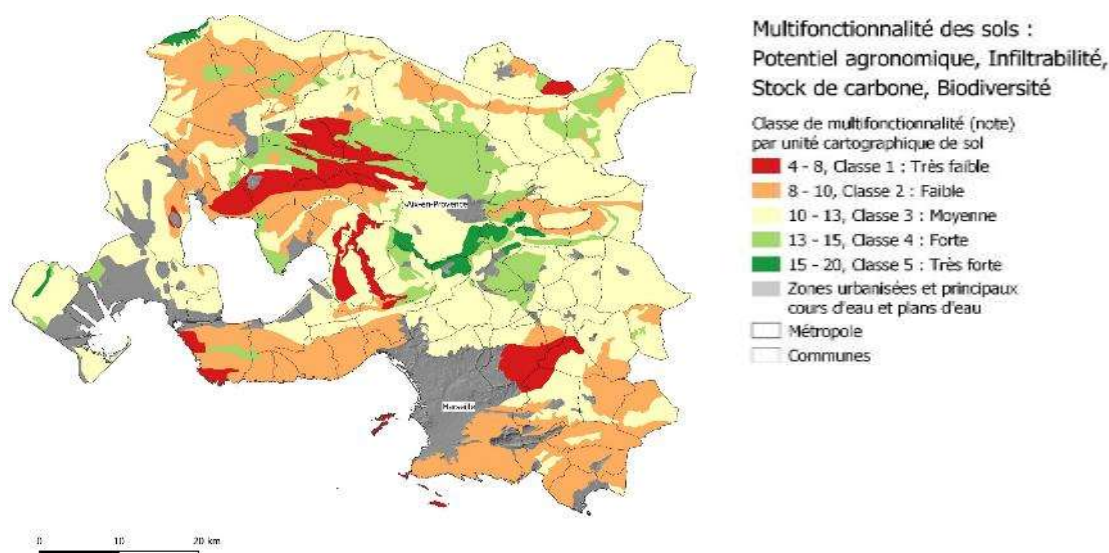 Multifonctionnalité des sols :
Potentiel agronomique, Infiltrabilité,
Stock de carbone, Biodiversité
Classe de multifonctionnalité (note)
par unité cartographique de sol
4 - 8, Classe 1 : Très faible
8 - 10, Classe 2 : Faible
10 - 13, Classe 3 : Moyenne
13 - 15, Classe 4 : Forte
15 - 20, Classe 5 : Très forte
Zones urbanisées et principaux
cours d'eau et plans d'eau
Métropole
Communes
Aix-en-Provence
Marseille
0 10 20 km